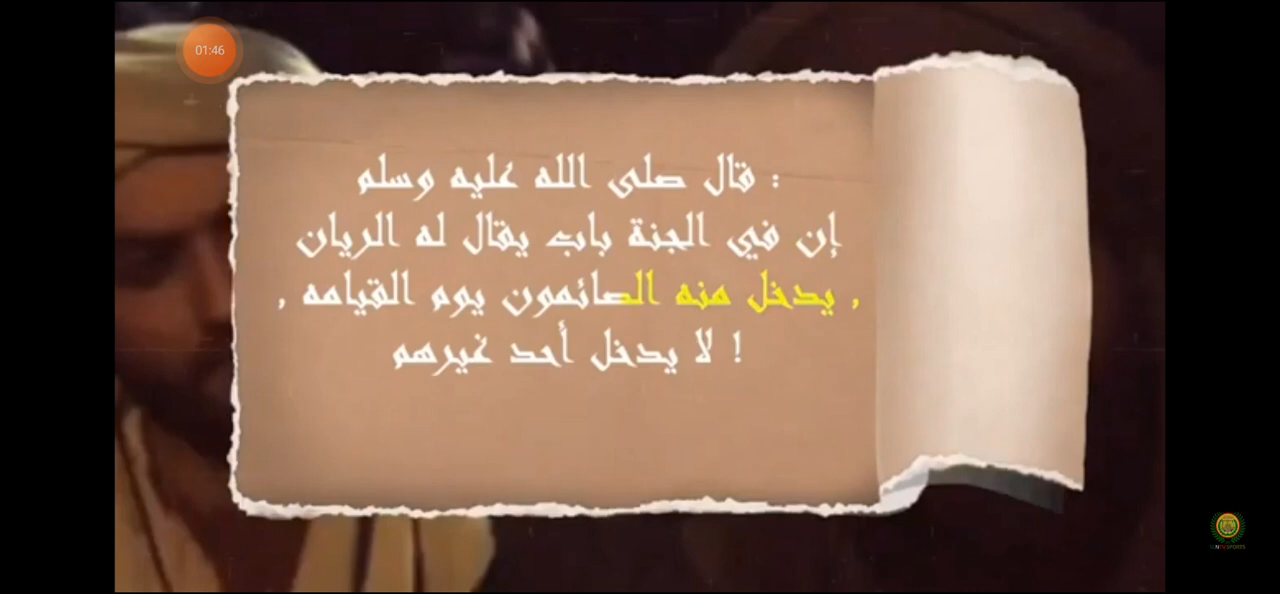 01:46
قال صلى الله عليه وسلم :
إن في الجنة باب يقال له الريان
, يدخل منه الصائمون يوم القيامه ,
! لا يدخل أحد غيرهم